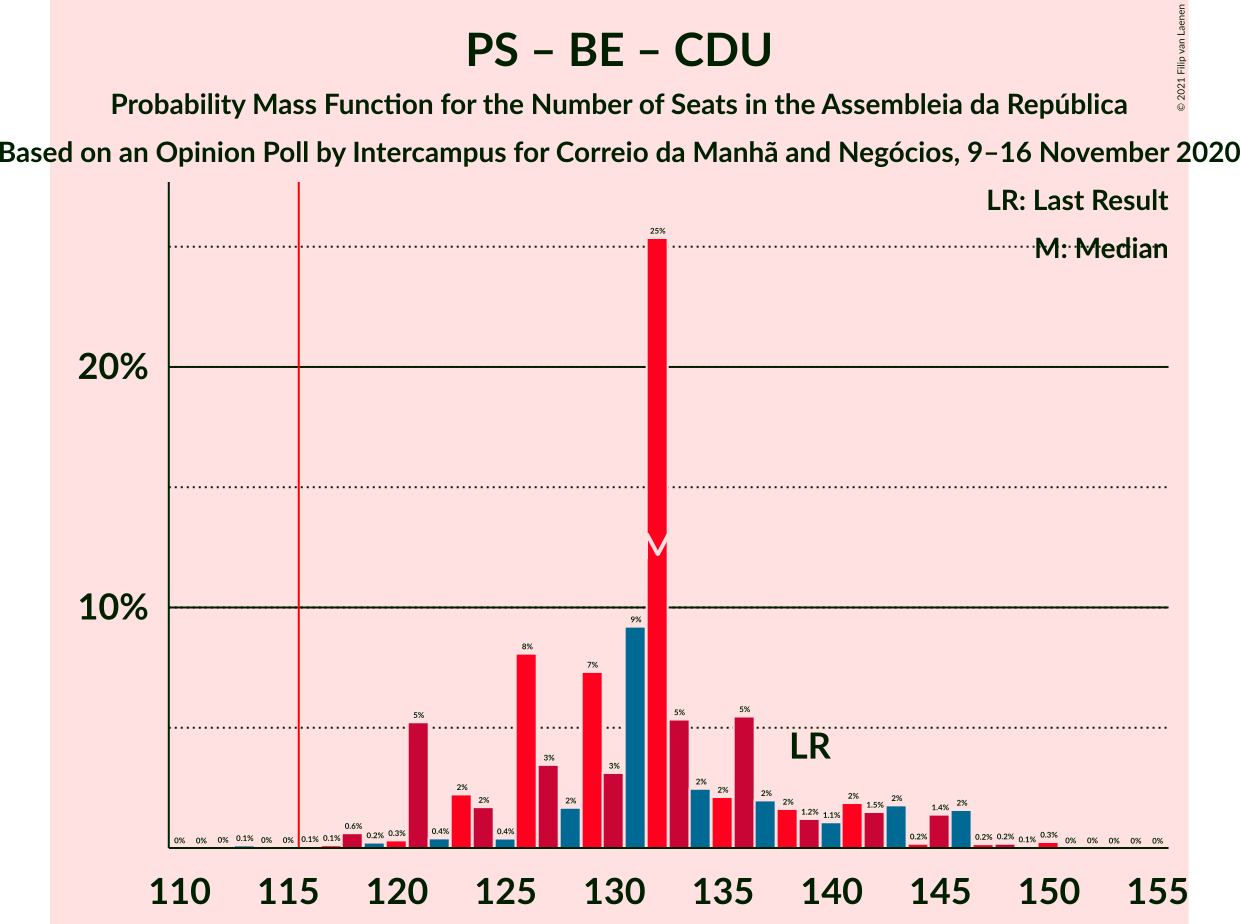 PS – BE – CDU
Probability Mass Function for the Number of Seats in the Assembleia da República
Based on an Opinion Poll by Intercampus for Correio da Manhã and Negócios, 9–16 November 2020
© 2021 Filip van Laenen
LR: Last Result
M: Median
20%
10%
0% 0% 0% 0.1% 0% 0% 0.1% 0.1% 0.6% 0.2% 0.3% 5% 0.4% 2% 2% 0.4% 8% 3% 2% 7% 3% 9% 25% 5% 2% 2% 5% 2% 2% 1.2% 1.1% 2% 1.5% 2% 0.2% 1.4% 2% 0.2% 0.2% 0.1% 0.3% 0% 0% 0% 0% 0%
M
LR
110 115 120 125 130 135 140 145 150 155